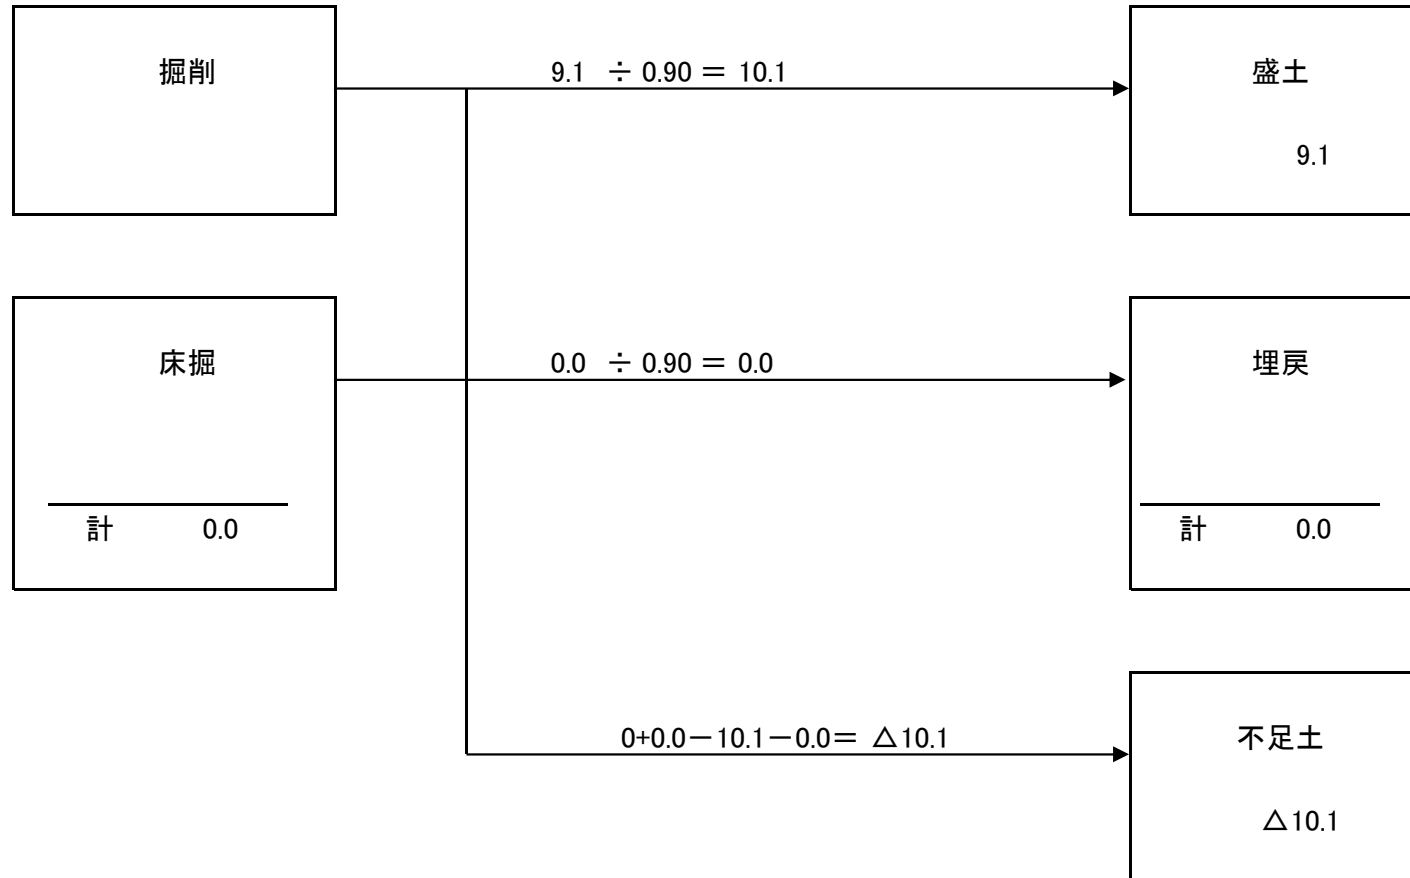 掘削
9.1 ÷ 0.90 = 10.1
盛土
9.1
床掘
0.0 ÷ 0.90 = 0.0
埋戻
計 0.0
計 0.0
0+0.0－10.1－0.0＝ △10.1
不足土
△10.1